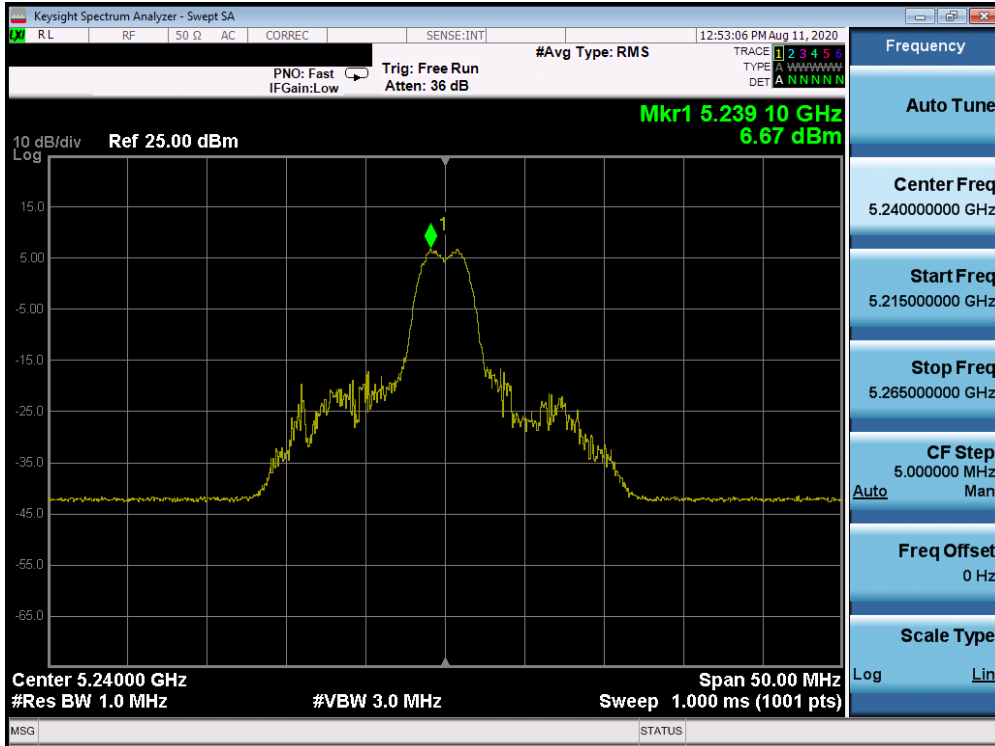 Keysight Spectrum Analyzer - Swept SA
LXI RL RF 50 Ω AC CORREC SENSE:INT 12:53:06 PM Aug 11, 2020
#Avg Type: RMS
TRACE 1 2 3 4 5 6
TYPE A WWWWW
DET A N N N N N
PNO: Fast
IFGain:Low
Trig: Free Run
Atten: 36 dB
Mkr1 5.239 10 GHz
6.67 dBm
10 dB/div Ref 25.00 dBm
Log
1
15.0
5.00
-5.00
-15.0
-25.0
-35.0
-45.0
-55.0
-65.0
Center 5.24000 GHz Span 50.00 MHz
#Res BW 1.0 MHz #VBW 3.0 MHz Sweep 1.000 ms (1001 pts)
MSG STATUS
Frequency
Auto Tune
Center Freq
5.240000000 GHz
Start Freq
5.215000000 GHz
Stop Freq
5.265000000 GHz
CF Step
5.000000 MHz
Auto Man
Freq Offset
0 Hz
Scale Type
Log Lin